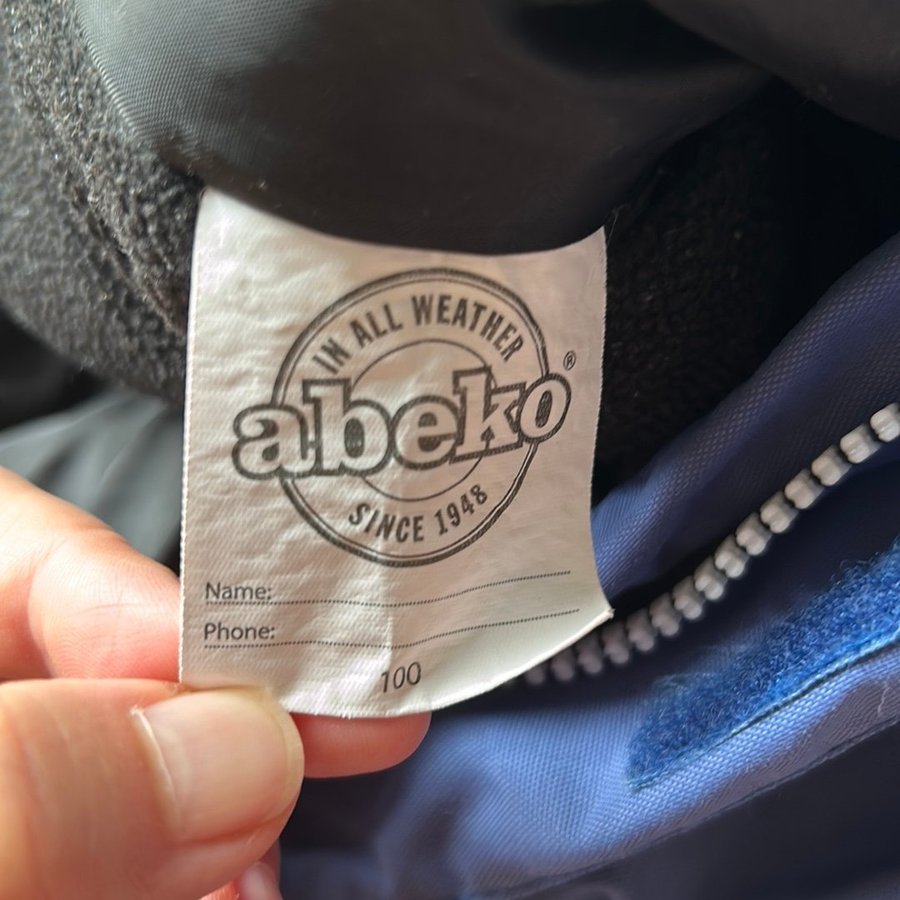 IN ALL WEATHER
abeko®
SINCE 1948
Name:
Phone:
100